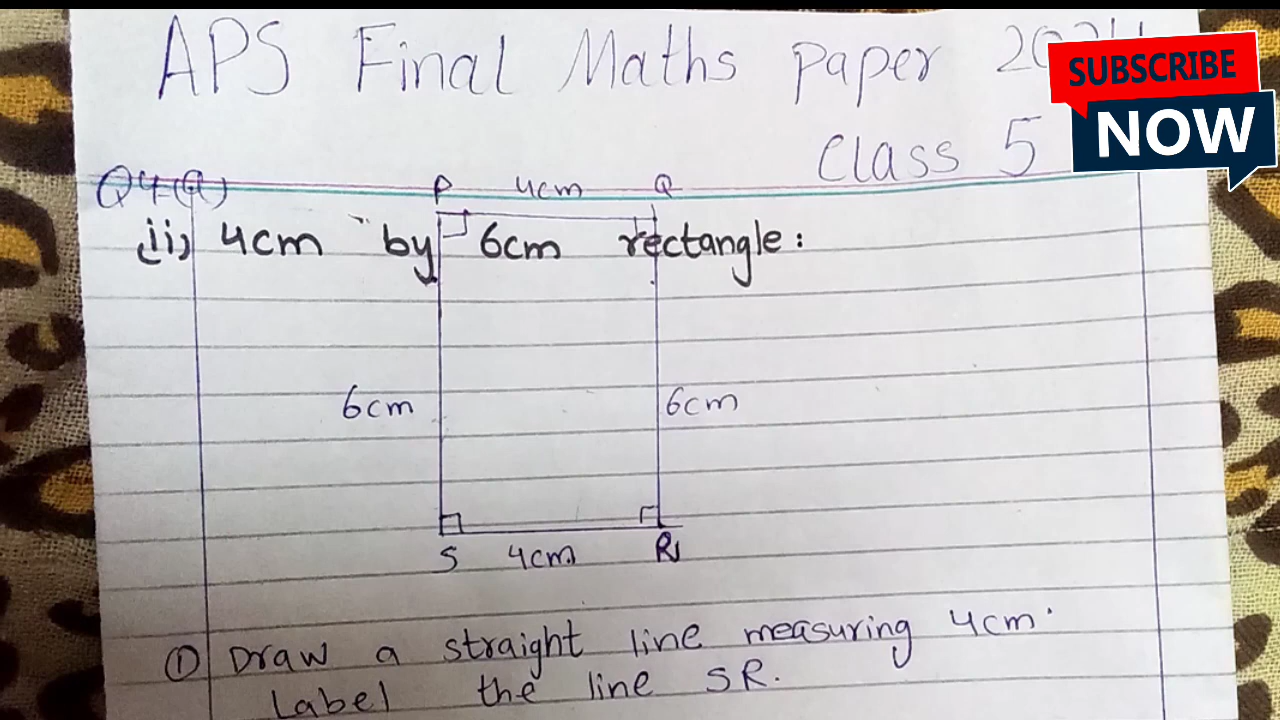 APS Final Maths Paper
SUBSCRIBE
NOW
Class 5
Q4(a)
P 4cm Q
(ii) 4cm by 6cm rectangle:
6cm 6cm
S 4cm R
① Draw a straight line measuring 4cm.
Label the line SR.